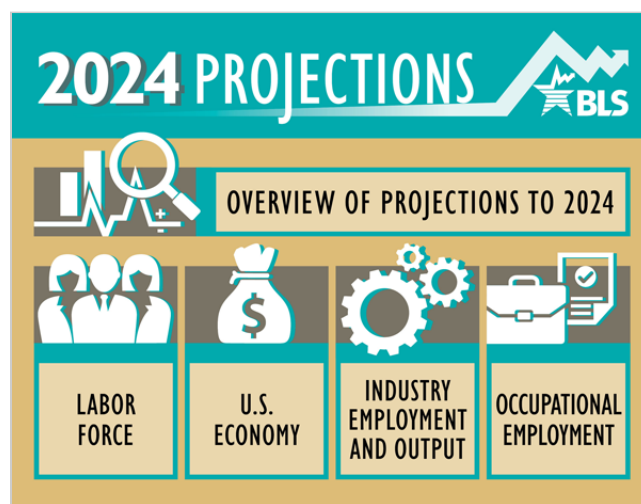 2024 PROJECTIONS
BLS
OVERVIEW OF PROJECTIONS TO 2024
+
-
$
LABOR
FORCE
U.S.
ECONOMY
INDUSTRY
EMPLOYMENT
AND OUTPUT
OCCUPATIONAL
EMPLOYMENT